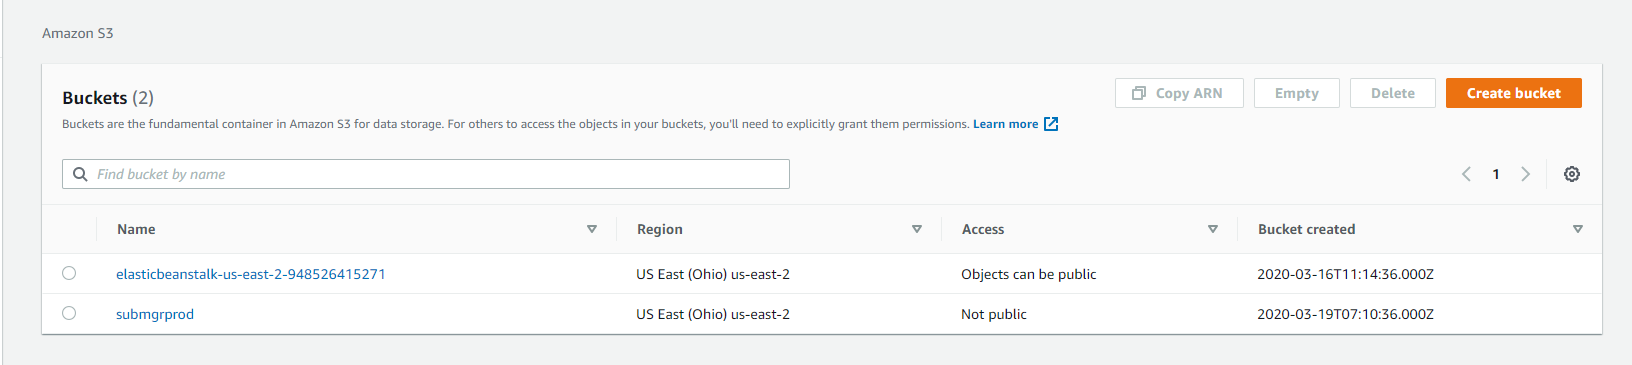 Amazon S3
Buckets (2)
Copy ARN
Empty
Delete
Create bucket
Buckets are the fundamental container in Amazon S3 for data storage. For others to access the objects in your buckets, you'll need to explicitly grant them permissions. Learn more
Find bucket by name
1
Name Region Access Bucket created
elasticbeanstalk-us-east-2-948526415271 US East (Ohio) us-east-2 Objects can be public 2020-03-16T11:14:36.000Z
submgrprod US East (Ohio) us-east-2 Not public 2020-03-19T07:10:36.000Z